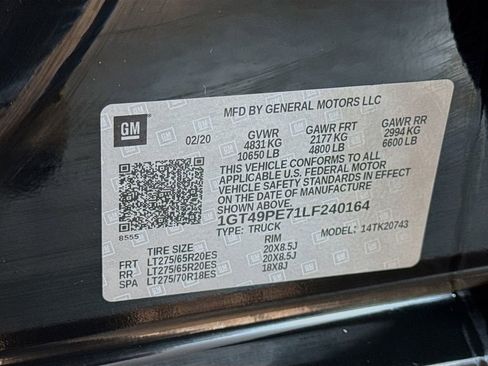 MFD BY GENERAL MOTORS LLC
GM
02/20 GVWR GAWR FRT GAWR RR
4831 KG 2177 KG 2994 KG
10650 LB 4800 LB 6600 LB
THIS VEHICLE CONFORMS TO ALL
APPLICABLE U.S. FEDERAL MOTOR
VEHICLE SAFETY STANDARDS IN EFFECT
ON THE DATE OF MANUFACTURE
SHOWN ABOVE.
1GT49PE71LF240164
8555 TYPE: TRUCK MODEL: 14TK20743
TIRE SIZE RIM
FRT LT275/65R20ES 20X8.5J
RR LT275/65R20ES 20X8.5J
SPA LT275/70R18ES 18X8J